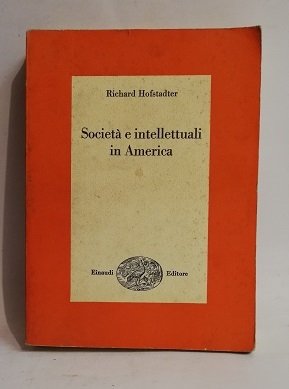 Richard Hofstadter
Società e intellettuali
in America
Einaudi Editore